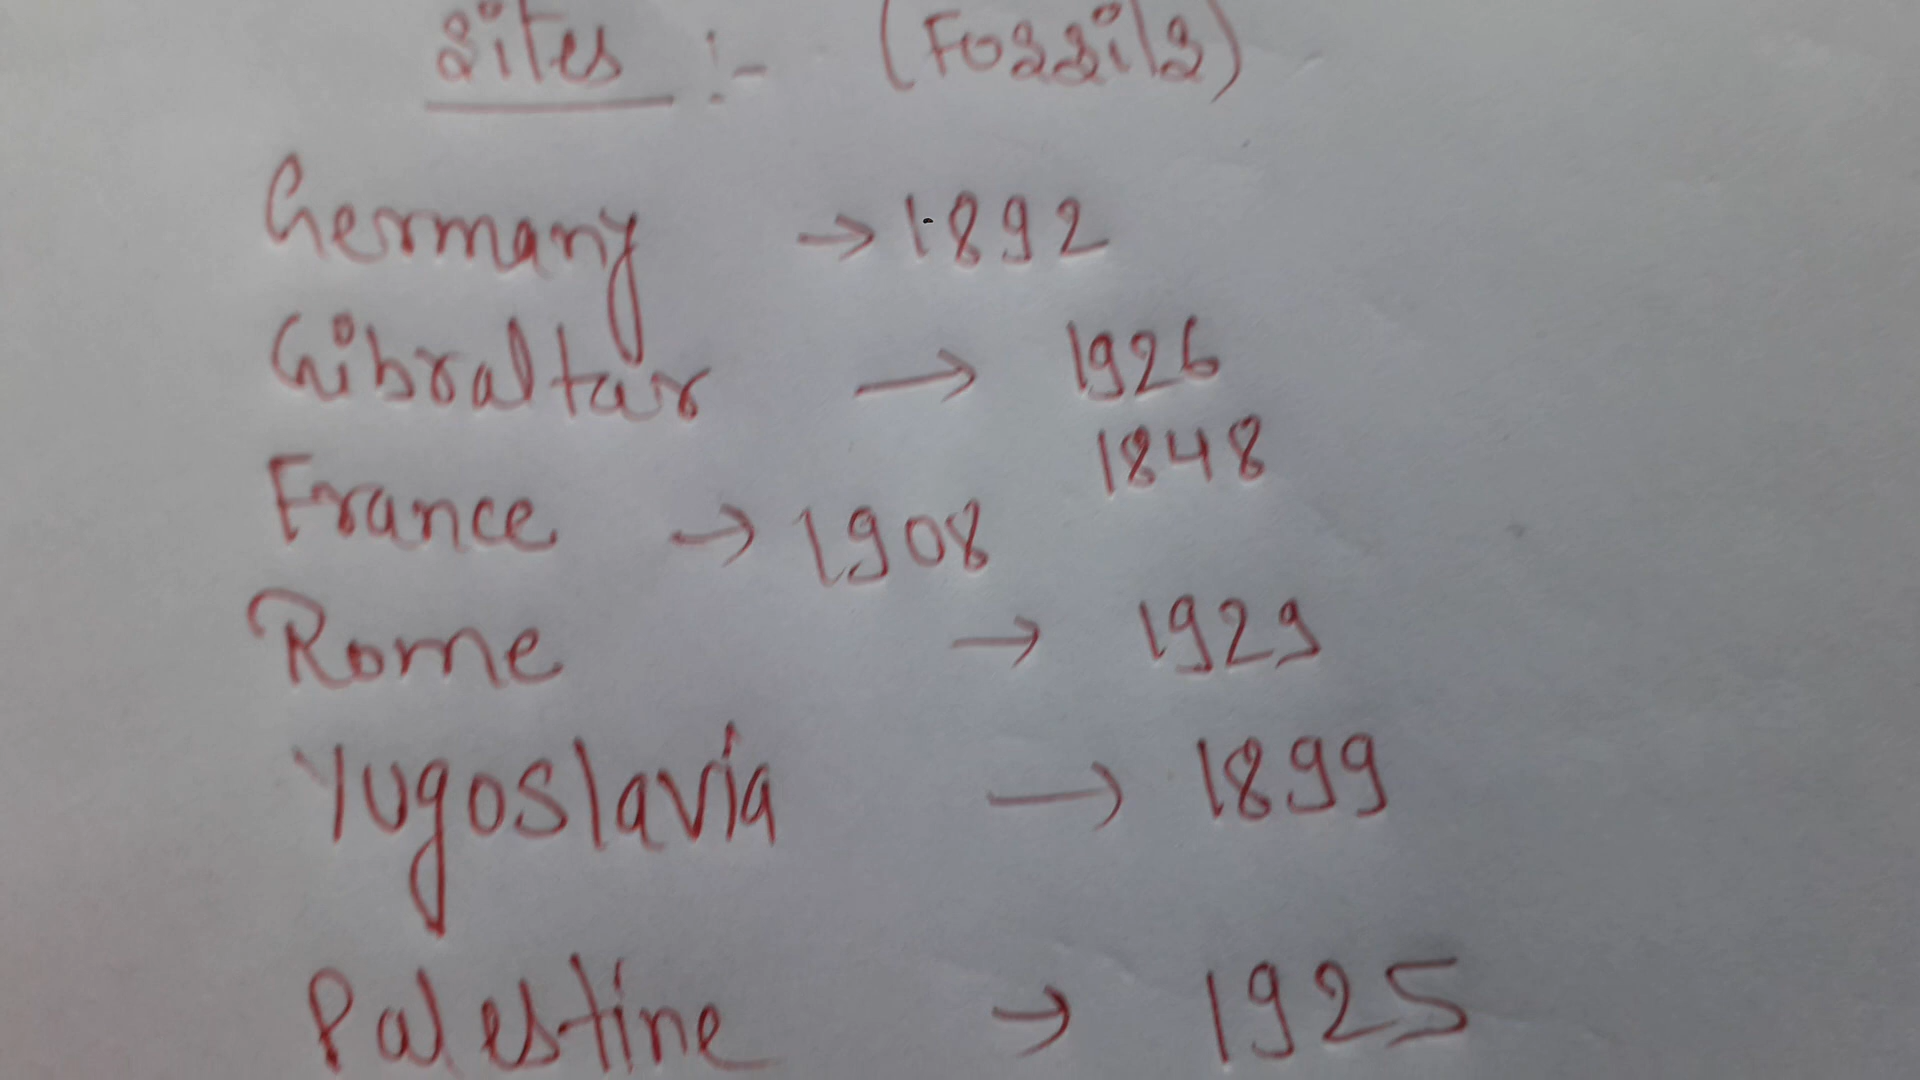 Sites :- (Fossils)
Germany → 1892
Gibraltar → 1926
1848
France → 1908
Rome → 1929
Yugoslavia → 1899
Palestine → 1925